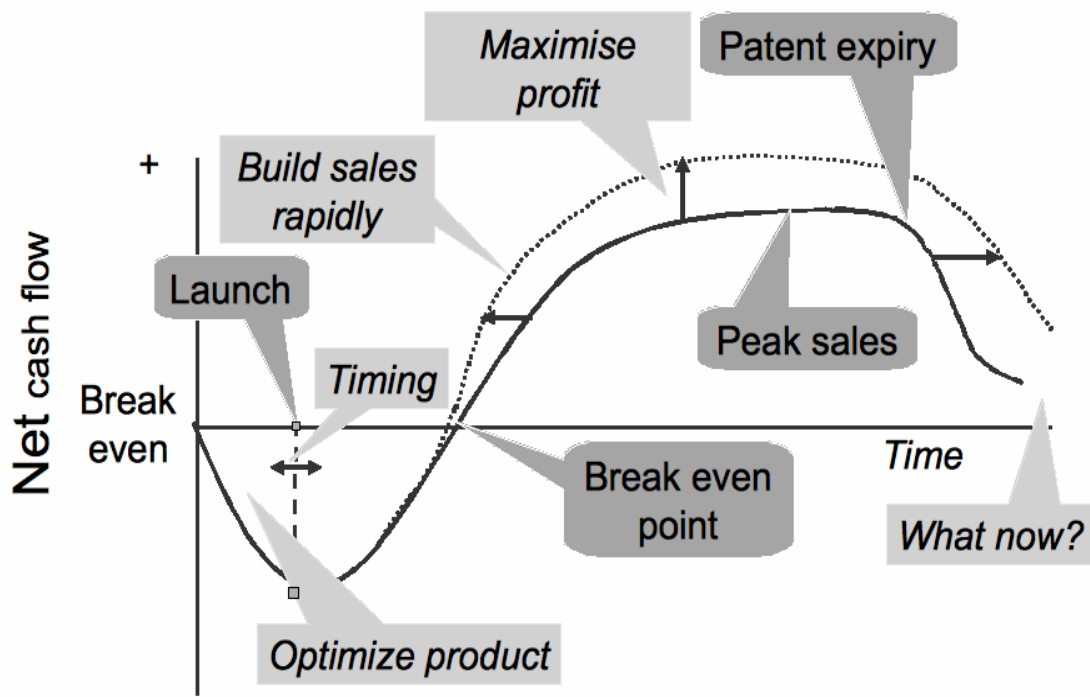 Maximise
profit
Patent expiry
+
Build sales
rapidly
Launch
Net cash flow
Timing
Peak sales
Break
even
Time
Break even
point
What now?
Optimize product